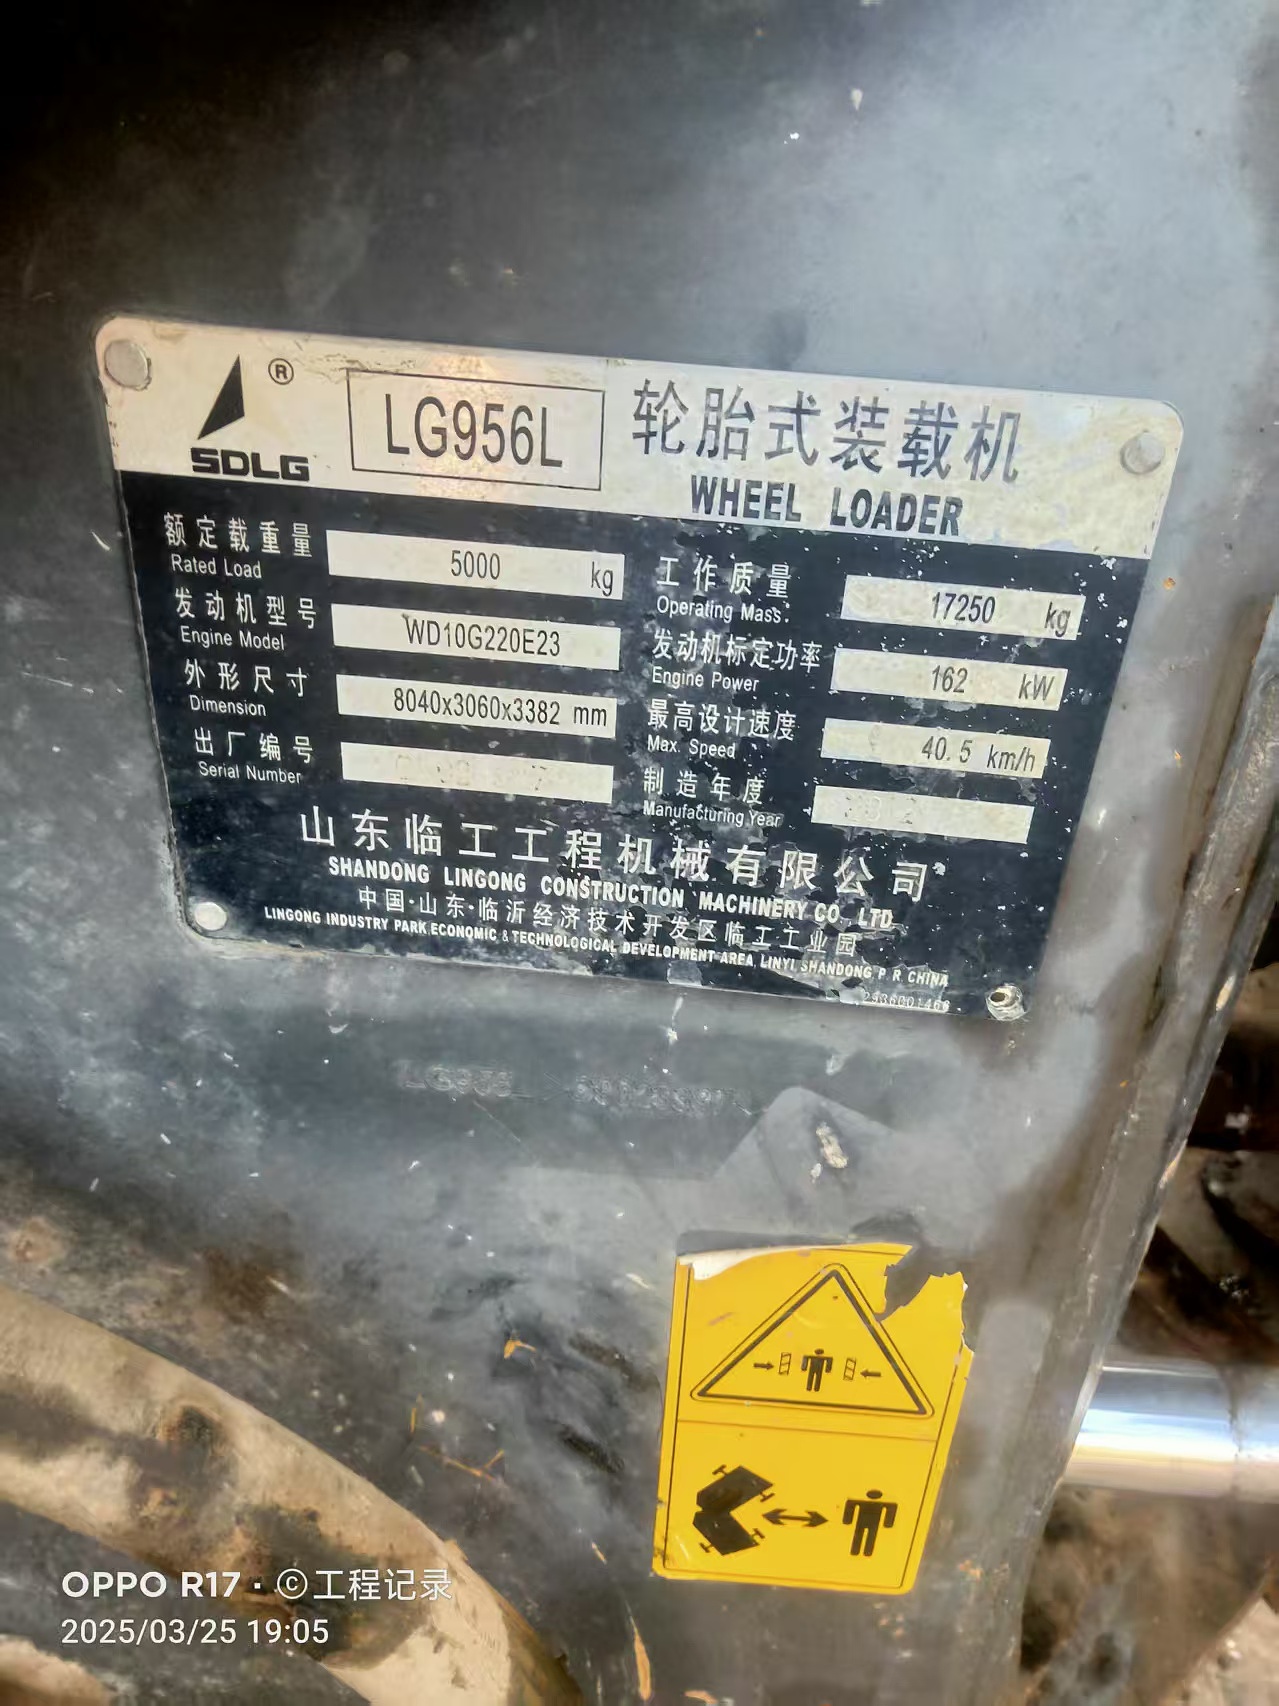 ® LG956L 轮胎式装载机
SDLG WHEEL LOADER
额定载重量 5000 kg
Rated Load
工作质量 17250 kg
Operating Mass
发动机型号 WD10G220E23
Engine Model
发动机标定功率 162 kW
Engine Power
外形尺寸 8040x3060x3382 mm
Dimension
最高设计速度 40.5 km/h
Max. Speed
出厂编号
Serial Number
制造年度
Manufacturing Year
山东临工工程机械有限公司
SHANDONG LINGONG CONSTRUCTION MACHINERY CO., LTD
中国·山东·临沂经济技术开发区临工工业园
LINGONG INDUSTRY PARK,ECONOMIC & TECHNOLOGICAL DEVELOPMENT AREA, LINYI, SHANDONG, P. R. CHINA
2936001466
OPPO R17 · ©工程记录
2025/03/25 19:05